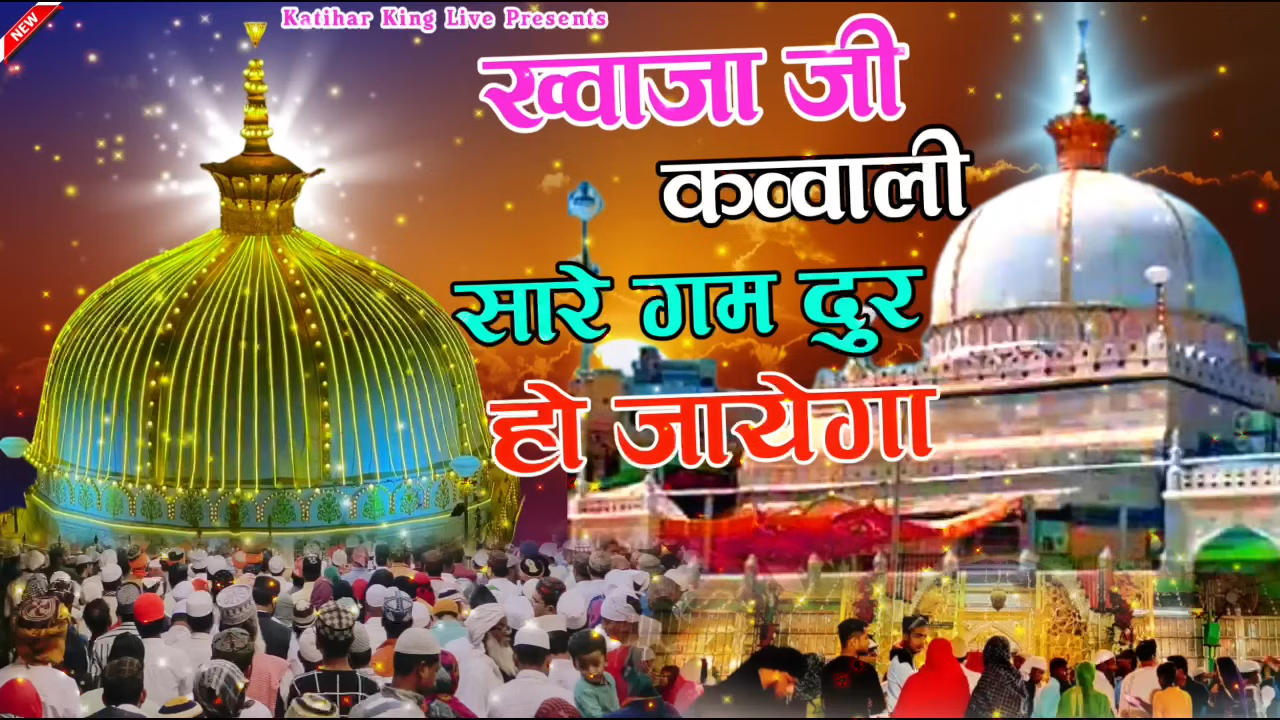 NEW
Katihar King Live Presents
ख्वाजा जी
कव्वाली
सारे गम दुर
हो जायेगा